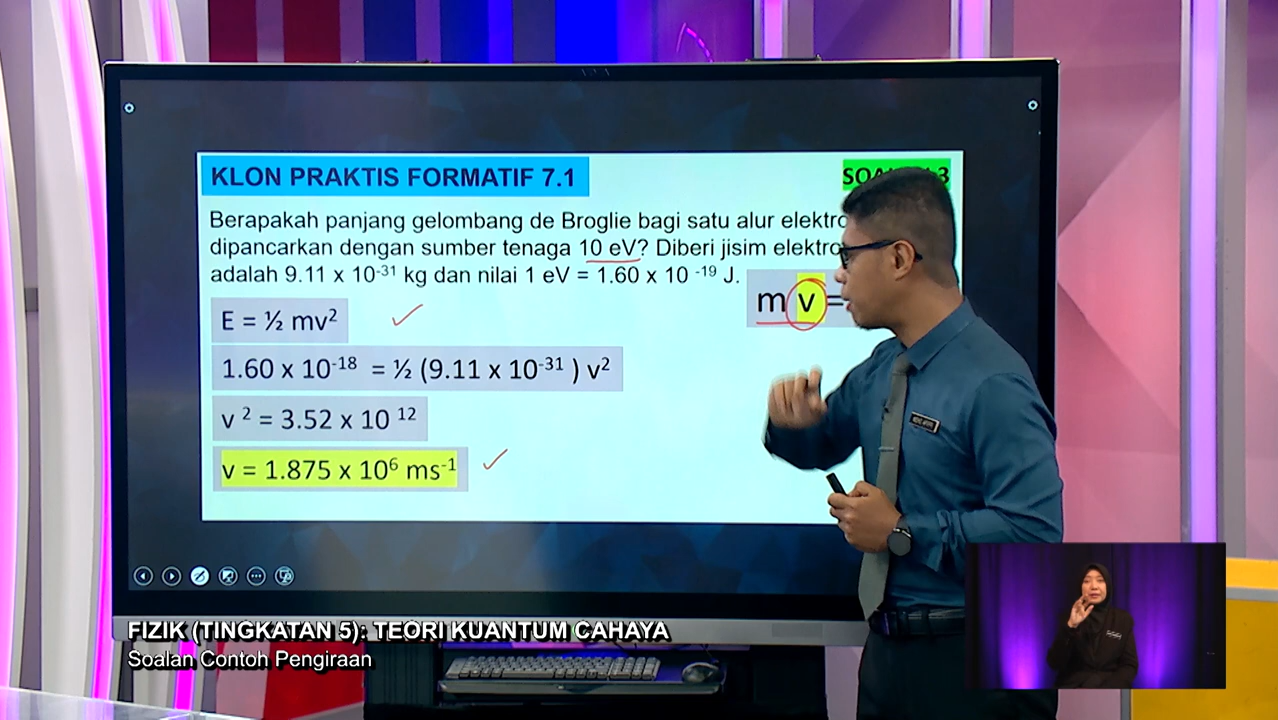 KLON PRAKTIS FORMATIF 7.1
Berapakah panjang gelombang de Broglie bagi satu alur
dipancarkan dengan sumber tenaga 10 eV? Diberi jisim
adalah 9.11 x 10⁻³¹ kg dan nilai 1 eV = 1.60 x 10 ⁻¹⁹ J.
m v =
E = ½ mv²
1.60 x 10⁻¹⁸ = ½ (9.11 x 10⁻³¹ ) v²
v ² = 3.52 x 10 ¹²
v = 1.875 x 10⁶ ms⁻¹
FIZIK (TINGKATAN 5): TEORI KUANTUM CAHAYA
Soalan Contoh Pengiraan